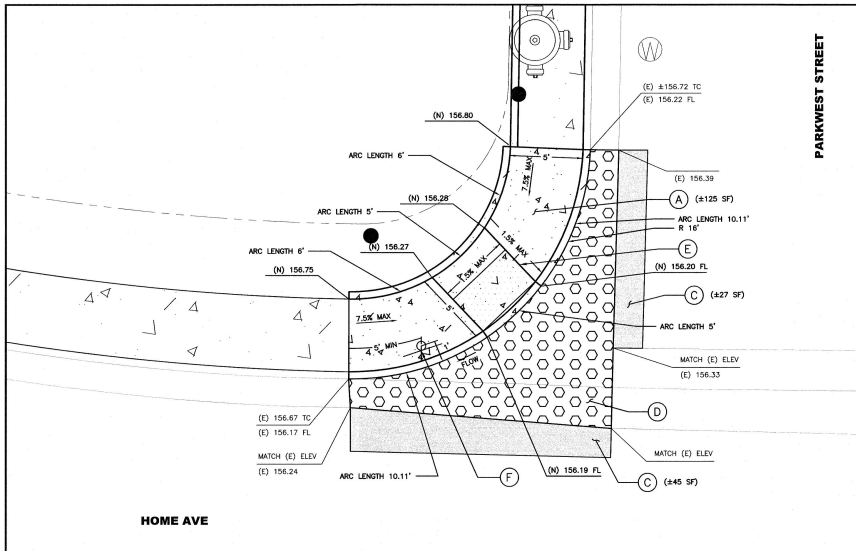 W
PARKWEST STREET
(E) ±156.72 TC
(E) 156.22 FL
(N) 156.80
5'
ARC LENGTH 6'
7.5% MAX
(E) 156.39
A (±125 SF)
(N) 156.28
ARC LENGTH 10.11'
R 16'
ARC LENGTH 5'
1.5% MAX
E
(N) 156.27
(N) 156.20 FL
ARC LENGTH 6'
1.5% MAX
C (±27 SF)
(N) 156.75
5'
ARC LENGTH 5'
7.5% MAX
5' MIN
1'
FLOW
MATCH (E) ELEV
(E) 156.33
D
(E) 156.67 TC
(E) 156.17 FL
MATCH (E) ELEV
(E) 156.24
MATCH (E) ELEV
ARC LENGTH 10.11'
F
(N) 156.19 FL
C (±45 SF)
HOME AVE